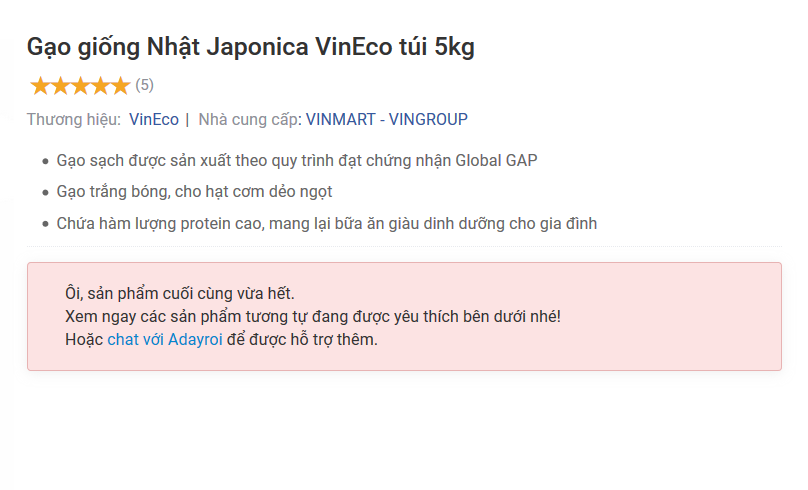 Gạo giống Nhật Japonica VinEco túi 5kg
(5)
Thương hiệu: VinEco | Nhà cung cấp: VINMART - VINGROUP
Gạo sạch được sản xuất theo quy trình đạt chứng nhận Global GAP
Gạo trắng bóng, cho hạt cơm dẻo ngọt
Chứa hàm lượng protein cao, mang lại bữa ăn giàu dinh dưỡng cho gia đình
Ôi, sản phẩm cuối cùng vừa hết.
Xem ngay các sản phẩm tương tự đang được yêu thích bên dưới nhé!
Hoặc chat với Adayroi để được hỗ trợ thêm.